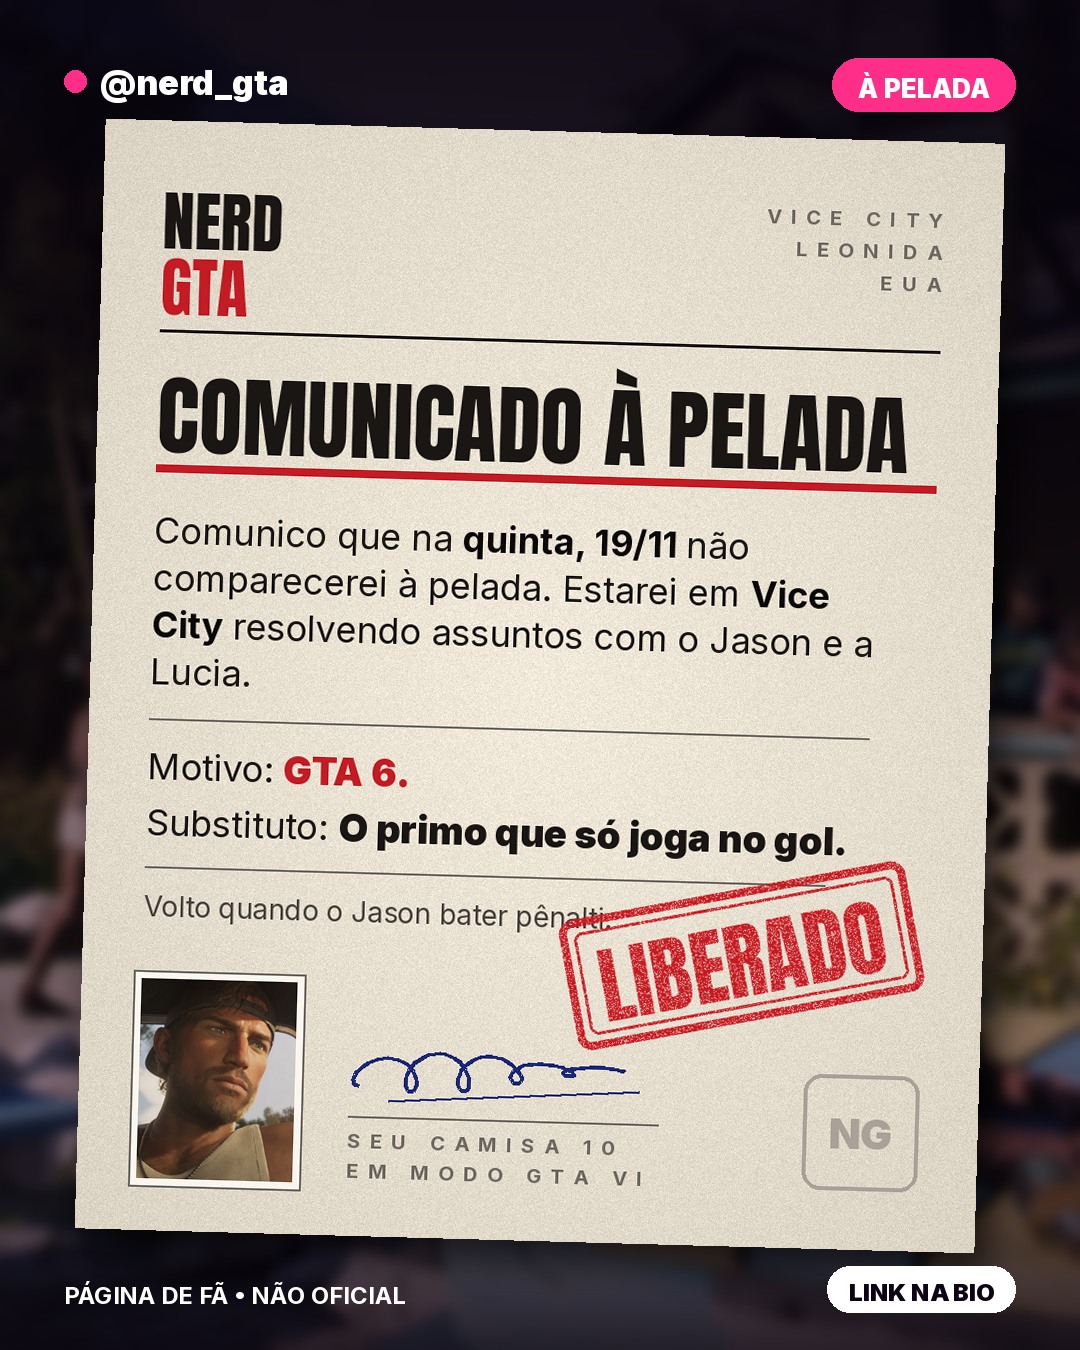 @nerd_gta
À PELADA
NERD
GTA
VICE CITY
LEONIDA
EUA
COMUNICADO À PELADA
Comunico que na quinta, 19/11 não
comparecerei à pelada. Estarei em Vice
City resolvendo assuntos com o Jason e a
Lucia.
Motivo: GTA 6.
Substituto: O primo que só joga no gol.
Volto quando o Jason bater pênalti.
LIBERADO
SEU CAMISA 10
EM MODO GTA VI
NG
PÁGINA DE FÃ • NÃO OFICIAL
LINK NA BIO